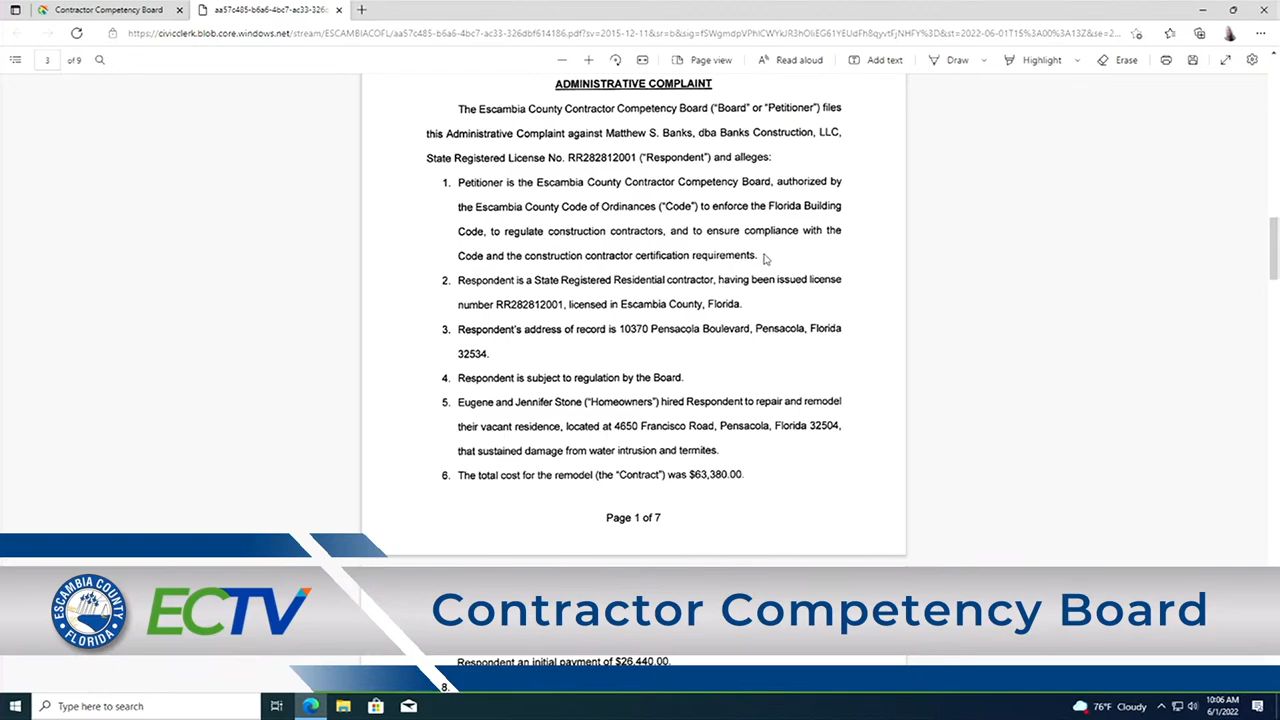 Contractor Competency Board
aa57c485-b6a6-4bc7-ac33-326c
3 of 9
Page view
Read aloud
Add text
Draw
Highlight
Erase
ADMINISTRATIVE COMPLAINT
The Escambia County Contractor Competency Board ("Board" or "Petitioner") files
this Administrative Complaint against Matthew S. Banks, dba Banks Construction, LLC,
State Registered License No. RR282812001 ("Respondent") and alleges:
1. Petitioner is the Escambia County Contractor Competency Board, authorized by
the Escambia County Code of Ordinances ("Code") to enforce the Florida Building
Code, to regulate construction contractors, and to ensure compliance with the
Code and the construction contractor certification requirements.
2. Respondent is a State Registered Residential contractor, having been issued license
number RR282812001, licensed in Escambia County, Florida.
3. Respondent's address of record is 10370 Pensacola Boulevard, Pensacola, Florida
32534.
4. Respondent is subject to regulation by the Board.
5. Eugene and Jennifer Stone ("Homeowners") hired Respondent to repair and remodel
their vacant residence, located at 4650 Francisco Road, Pensacola, Florida 32504,
that sustained damage from water intrusion and termites.
6. The total cost for the remodel (the "Contract") was $63,380.00.
Page 1 of 7
ESCAMBIA COUNTY
FLORIDA
ECTV
Contractor Competency Board
Respondent an initial payment of $26,440.00.
8.
Type here to search
76°F Cloudy
10:06 AM
6/1/2022